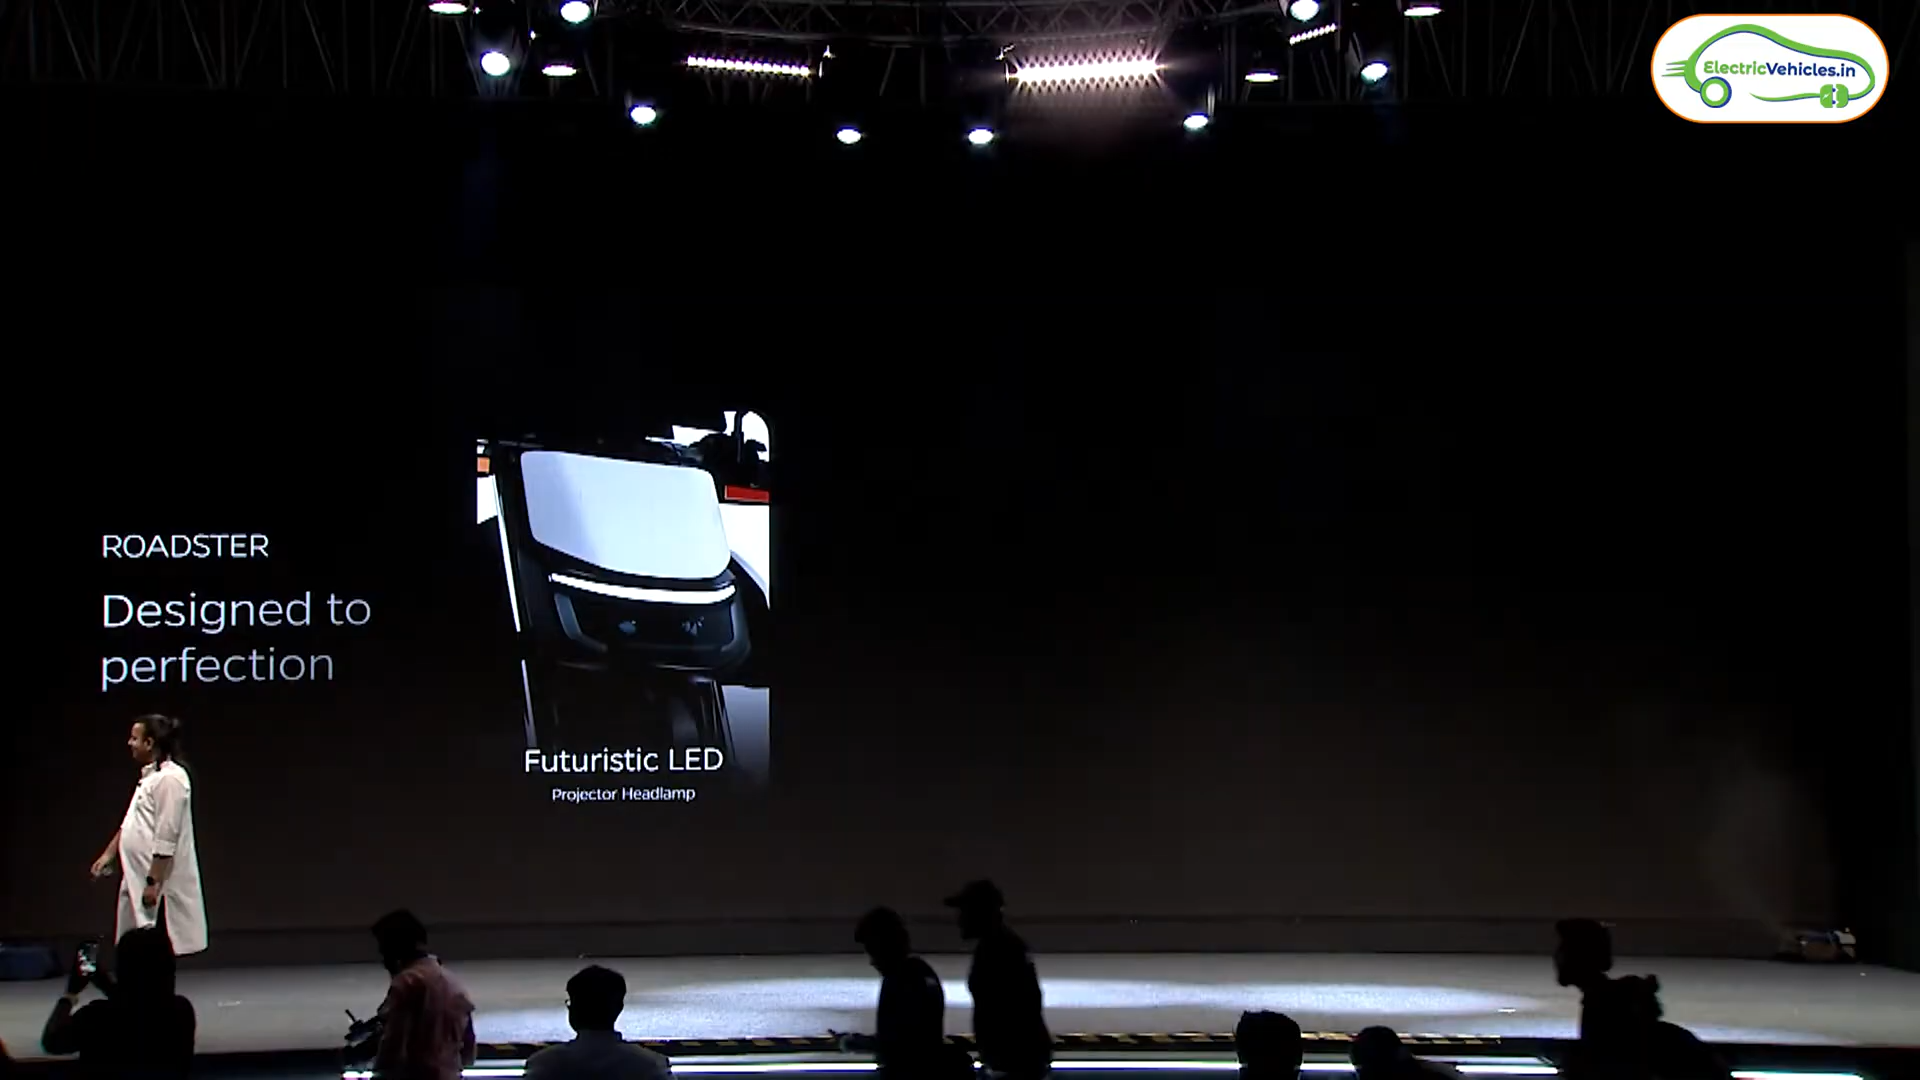 ElectricVehicles.in
ROADSTER
Designed to
perfection
Futuristic LED
Projector Headlamp